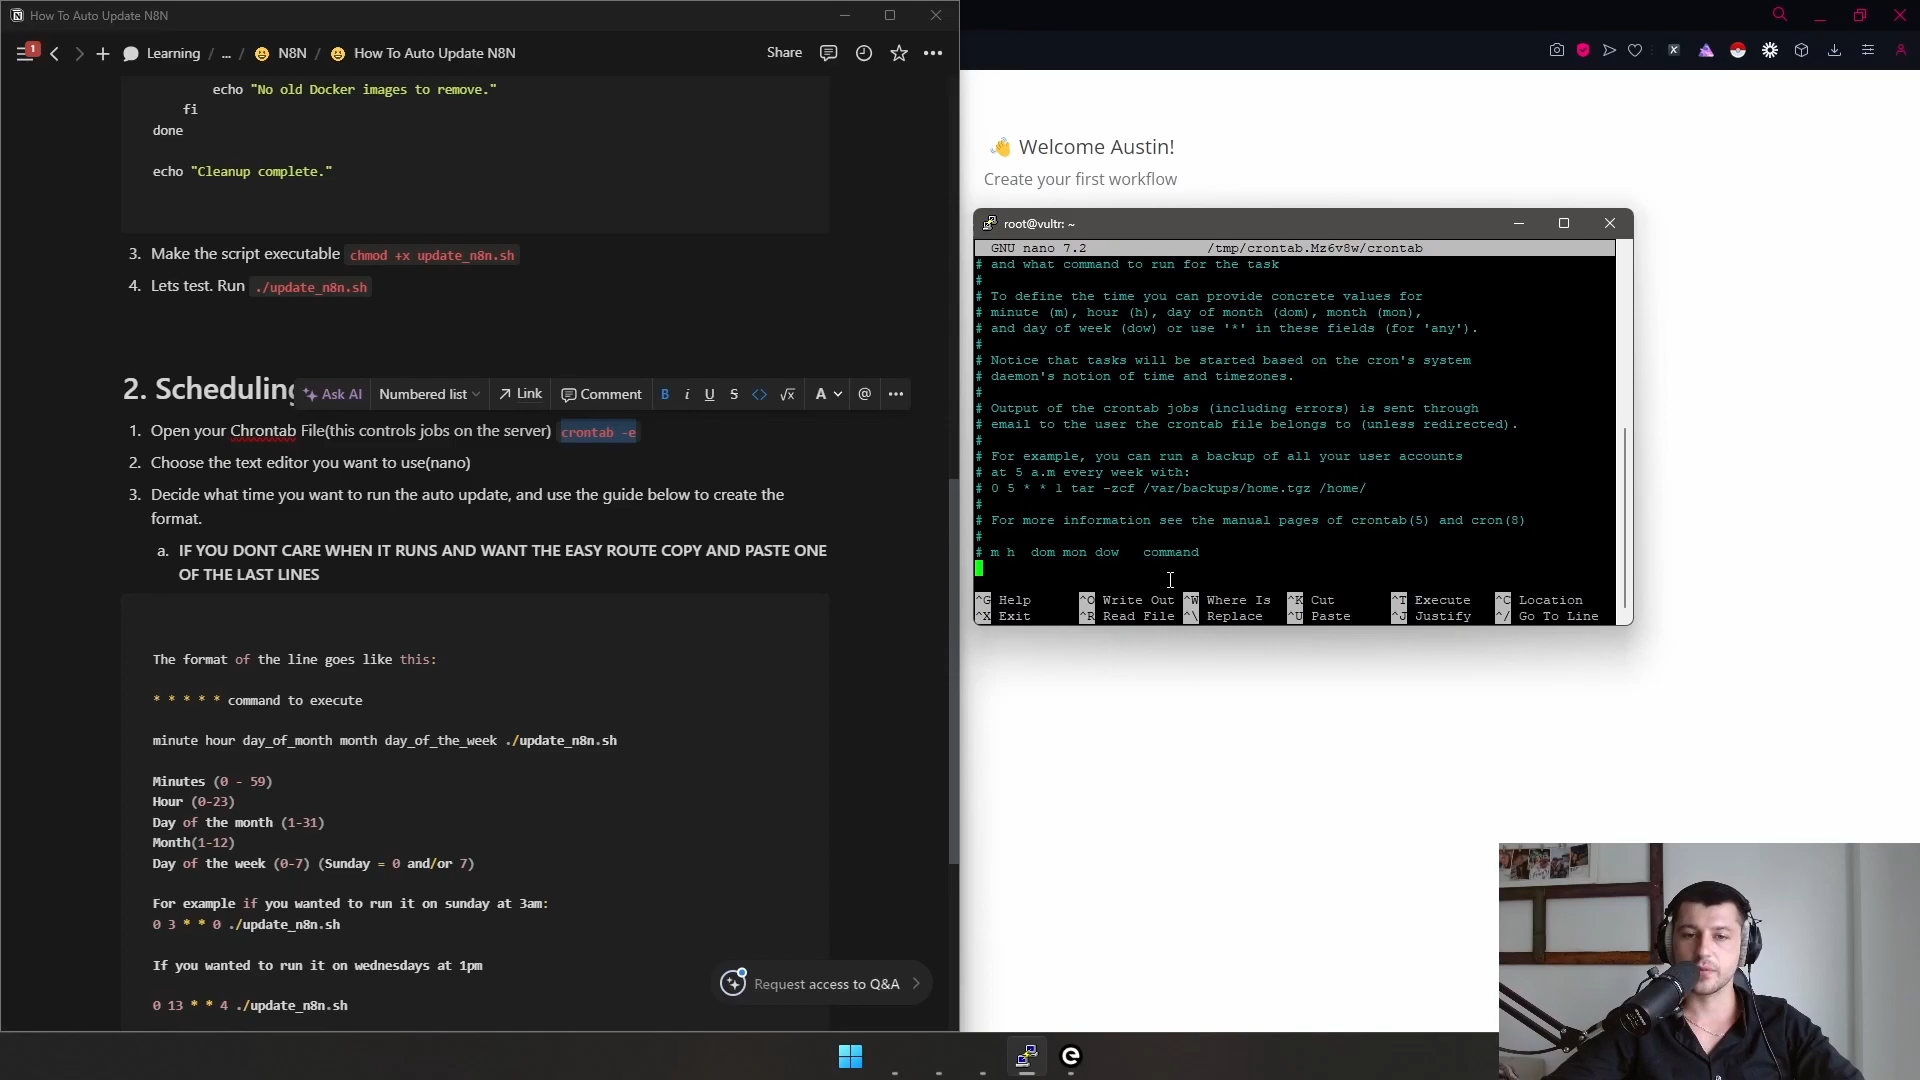 How To Auto Update N8N
1
Learning / ... / N8N / How To Auto Update N8N
Share
echo "No old Docker images to remove."
fi
done
echo "Cleanup complete."
3. Make the script executable chmod +x update_n8n.sh
4. Lets test. Run ./update_n8n.sh
2. Scheduling
Ask AI Numbered list Link Comment B i U S <> √x A @ •••
1. Open your Chrontab File(this controls jobs on the server) crontab -e
2. Choose the text editor you want to use(nano)
3. Decide what time you want to run the auto update, and use the guide below to create the
format.
a. IF YOU DONT CARE WHEN IT RUNS AND WANT THE EASY ROUTE COPY AND PASTE ONE
OF THE LAST LINES
The format of the line goes like this:
* * * * * command to execute
minute hour day_of_month month day_of_the_week ./update_n8n.sh
Minutes (0 - 59)
Hour (0-23)
Day of the month (1-31)
Month(1-12)
Day of the week (0-7) (Sunday = 0 and/or 7)
For example if you wanted to run it on sunday at 3am:
0 3 * * 0 ./update_n8n.sh
If you wanted to run it on wednesdays at 1pm
0 13 * * 4 ./update_n8n.sh
Request access to Q&A
👋 Welcome Austin!
Create your first workflow
root@vultr: ~
GNU nano 7.2 /tmp/crontab.Mz6v8w/crontab
# and what command to run for the task
#
# To define the time you can provide concrete values for
# minute (m), hour (h), day of month (dom), month (mon),
# and day of week (dow) or use '*' in these fields (for 'any').
#
# Notice that tasks will be started based on the cron's system
# daemon's notion of time and timezones.
#
# Output of the crontab jobs (including errors) is sent through
# email to the user the crontab file belongs to (unless redirected).
#
# For example, you can run a backup of all your user accounts
# at 5 a.m every week with:
# 0 5 * * 1 tar -zcf /var/backups/home.tgz /home/
#
# For more information see the manual pages of crontab(5) and cron(8)
#
# m h  dom mon dow   command
^G Help ^O Write Out ^W Where Is ^K Cut ^T Execute ^C Location
^X Exit ^R Read File ^\ Replace ^U Paste ^J Justify ^/ Go To Line